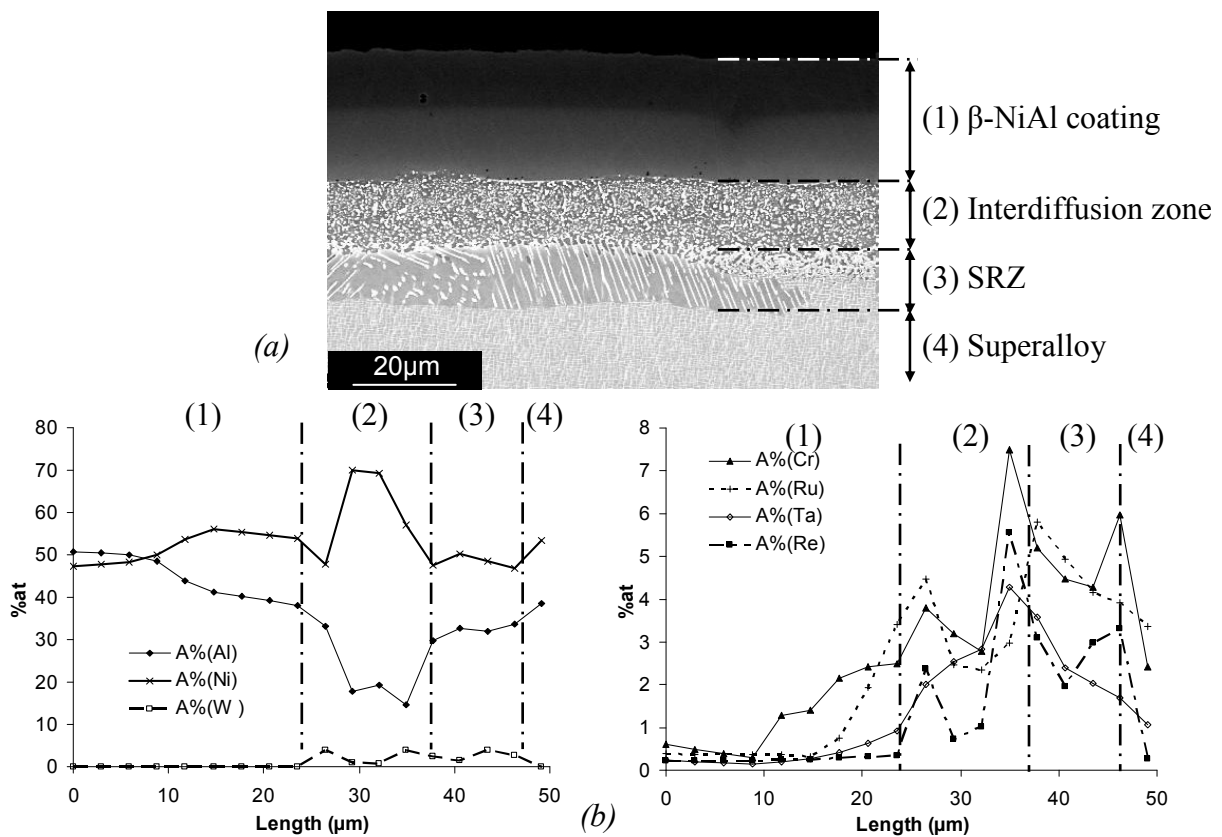 (1) β-NiAl coating
(2) Interdiffusion zone
(3) SRZ
(4) Superalloy
(a)
20µm
(1) (2) (3) (4)
80
70
60
50
40
30
20
10
0
%at
A%(Al)
A%(Ni)
A%(W )
0 10 20 30 40 50
Length (µm)
(b)
(1) (2) (3) (4)
8
7
6
5
4
3
2
1
0
%at
A%(Cr)
A%(Ru)
A%(Ta)
A%(Re)
0 10 20 30 40 50
Length (µm)